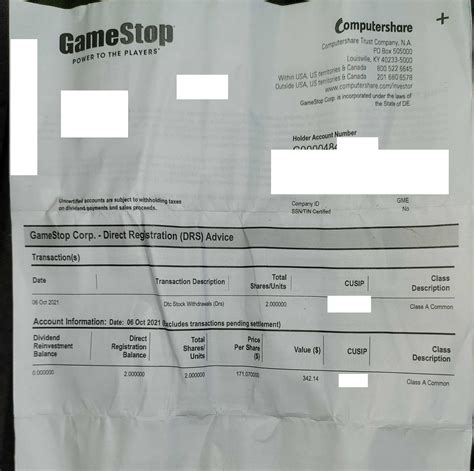 GameStop
POWER TO THE PLAYERS
Computershare
+
Computershare Trust Company, N.A.
PO Box 505000
Louisville, KY 40233-5000
Within USA, US territories & Canada 800 522 6645
Outside USA, US territories & Canada 201 680 6578
www.computershare.com/investor
GameStop Corp. is incorporated under the laws of
the State of DE.
Holder Account Number
Uncertified accounts are subject to withholding taxes
on dividend payments and sales proceeds.
Company ID GME
SSN/TIN Certified No
GameStop Corp. - Direct Registration (DRS) Advice
Transaction(s)
Date Transaction Description Total Shares/Units CUSIP Class Description
06 Oct 2021 Dtc Stock Withdrawals (Drs) 2.000000 Class A Common
Account Information: Date: 06 Oct 2021 (Excludes transactions pending settlement)
Dividend Reinvestment Balance Direct Registration Balance Total Shares/ Units Price Per Share ($) Value ($) CUSIP Class Description
0.000000 2.000000 2.000000 171.070000 342.14 Class A Common